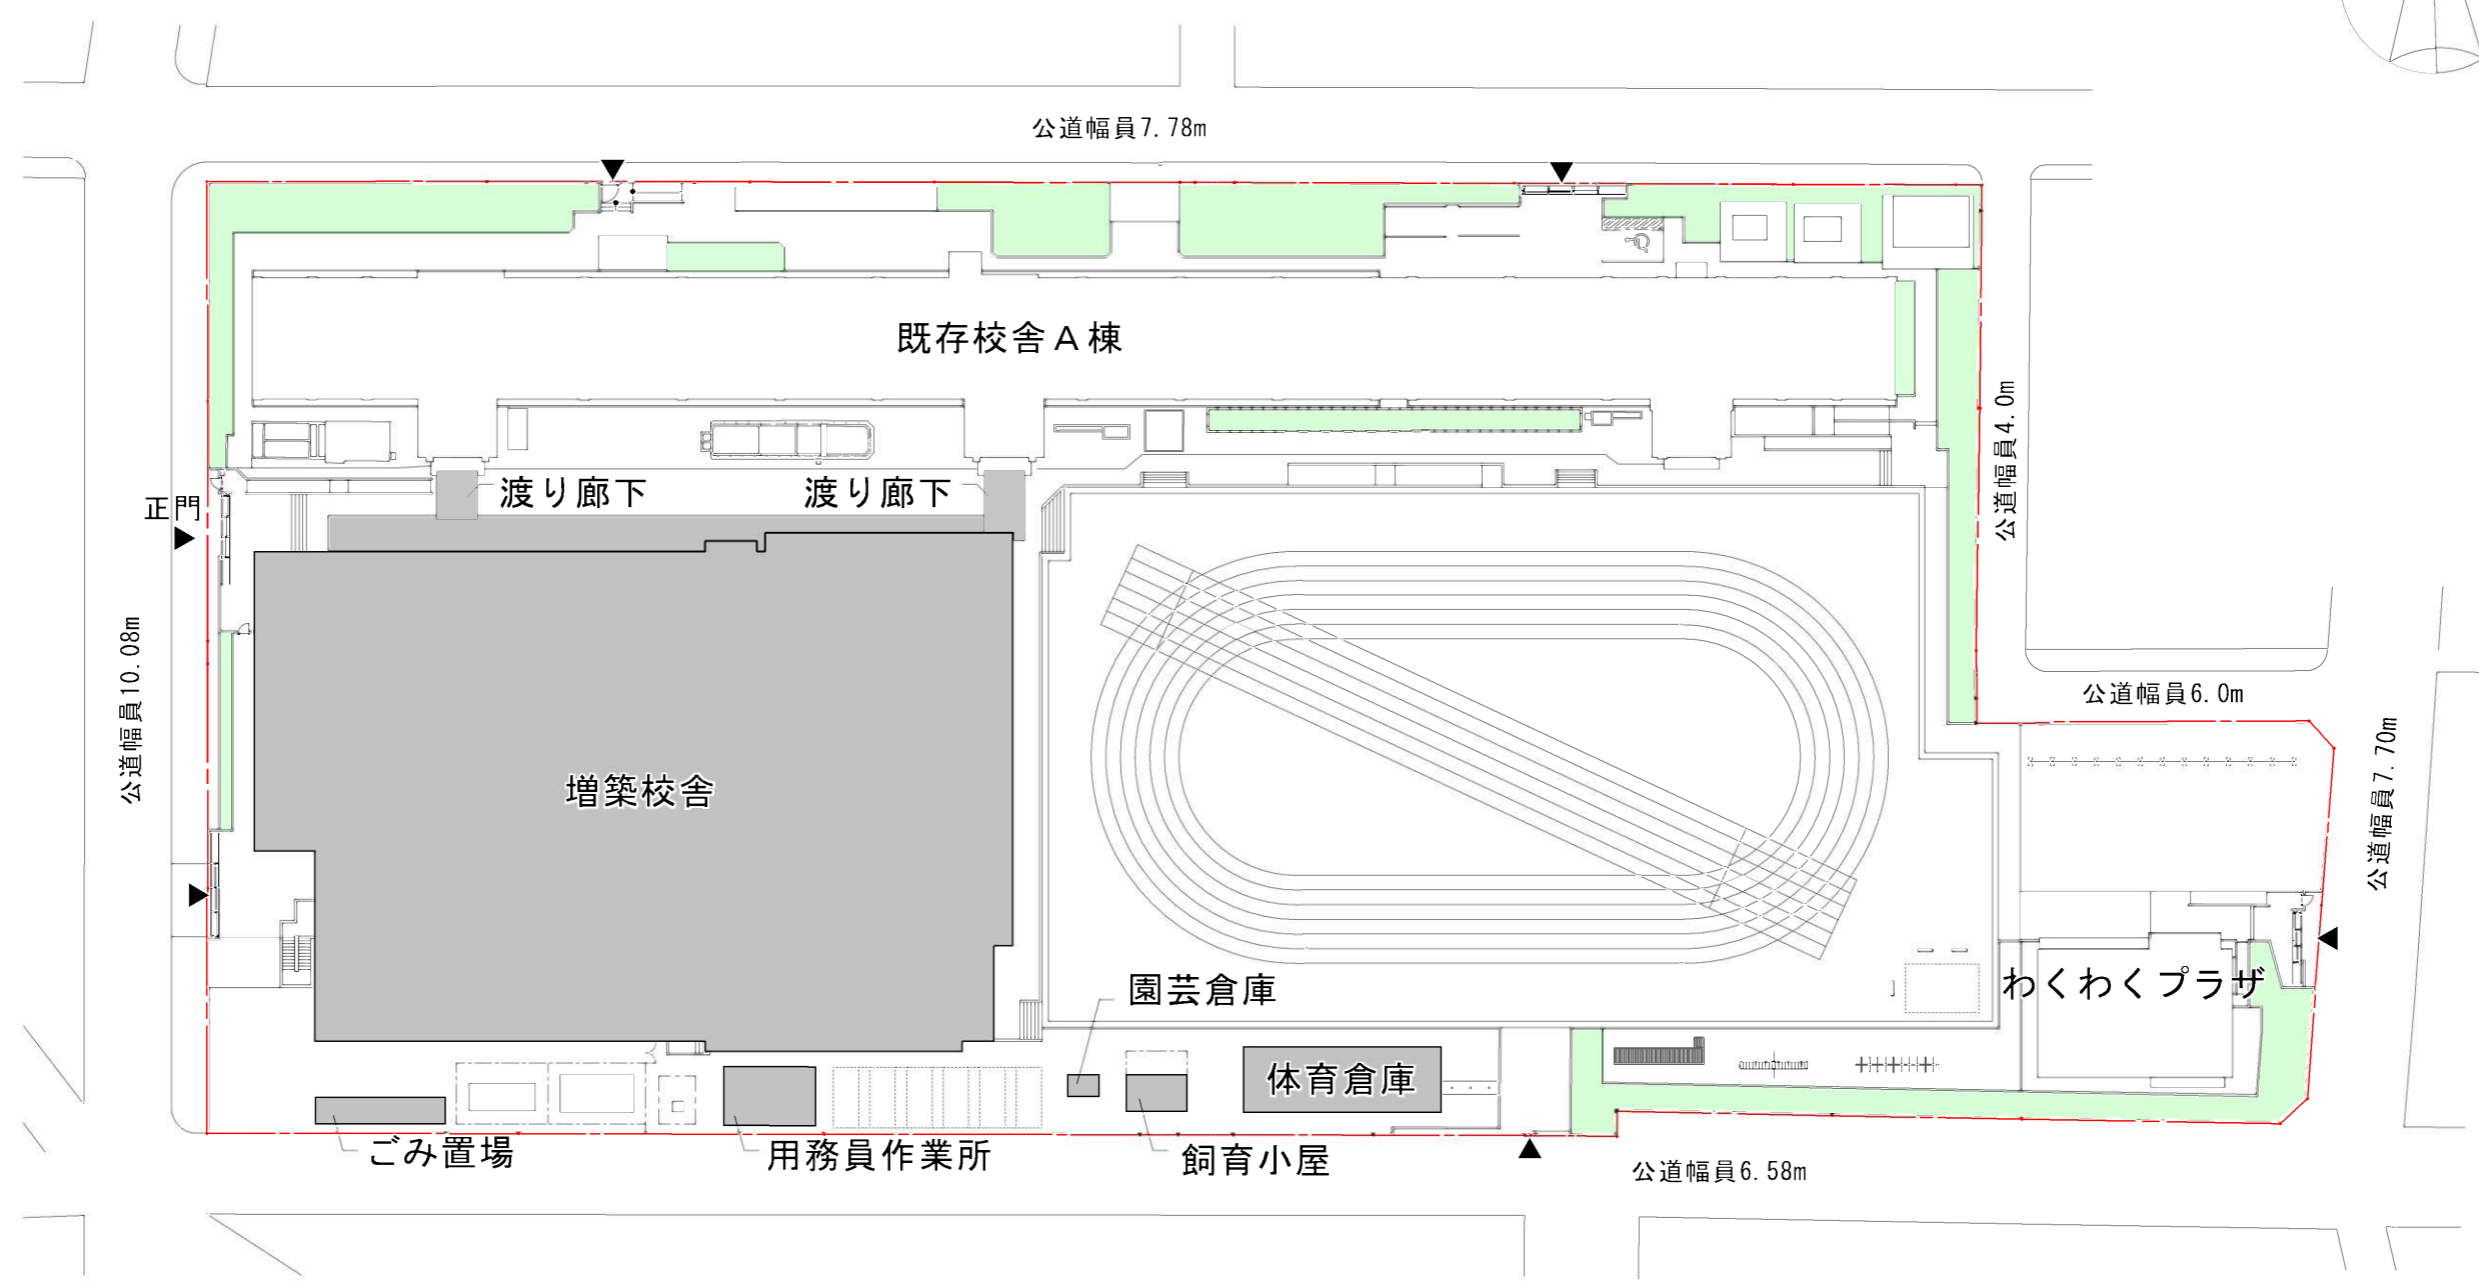 公道幅員7.78m
既存校舎A棟
公道幅員4.0m
渡り廊下
渡り廊下
正門
公道幅員10.08m
公道幅員6.0m
公道幅員7.70m
増築校舎
園芸倉庫
わくわくプラザ
体育倉庫
ごみ置場
用務員作業所
飼育小屋
公道幅員6.58m